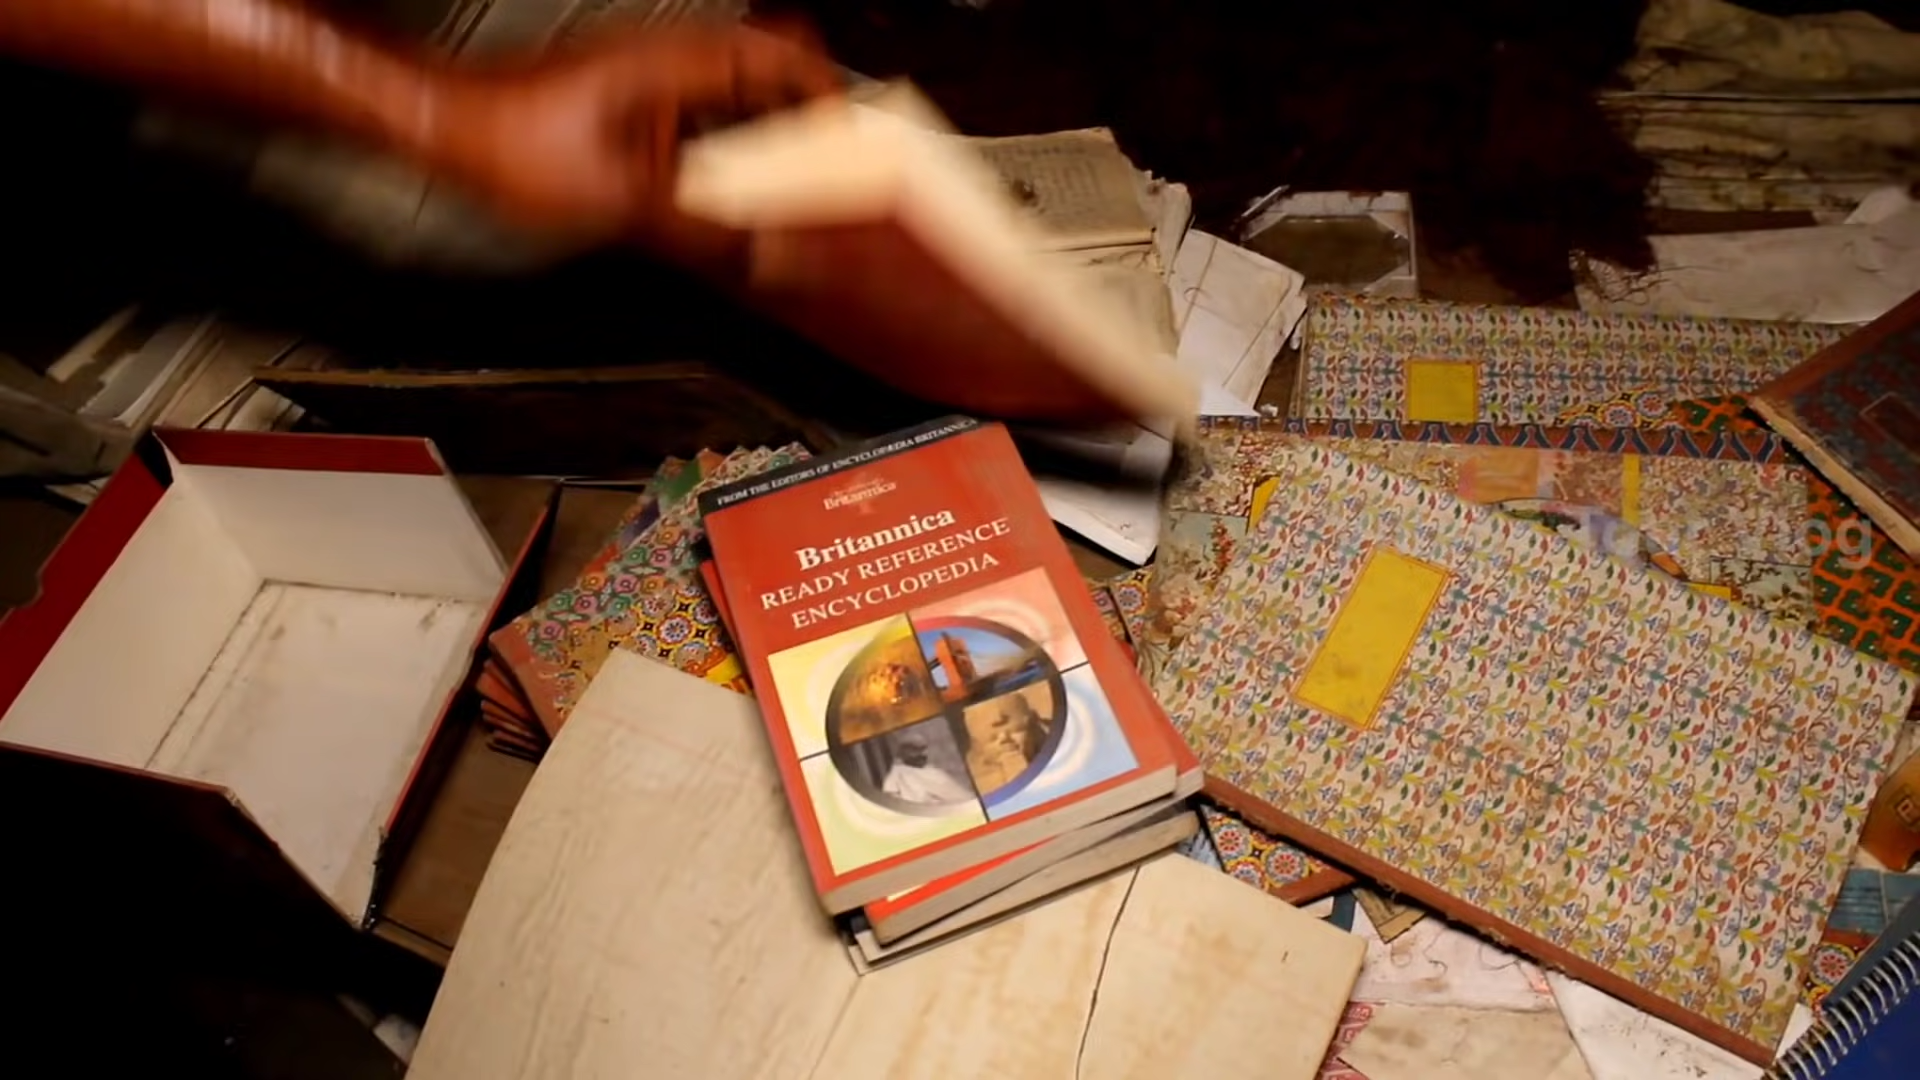 FROM THE EDITORS OF ENCYCLOPÆDIA BRITANNICA
Britannica
Britannica
READY REFERENCE
ENCYCLOPEDIA